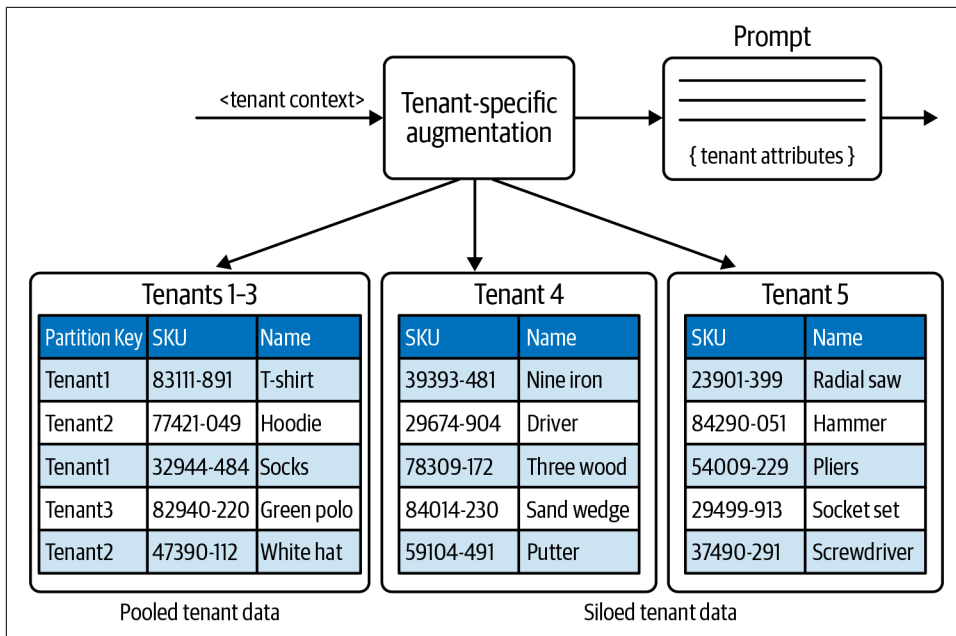 Prompt
<tenant context>
Tenant-specific
augmentation
{ tenant attributes }
Tenants 1–3
Partition Key SKU Name
Tenant1 83111-891 T-shirt
Tenant2 77421-049 Hoodie
Tenant1 32944-484 Socks
Tenant3 82940-220 Green polo
Tenant2 47390-112 White hat
Pooled tenant data
Tenant 4
SKU Name
39393-481 Nine iron
29674-904 Driver
78309-172 Three wood
84014-230 Sand wedge
59104-491 Putter
Tenant 5
SKU Name
23901-399 Radial saw
84290-051 Hammer
54009-229 Pliers
29499-913 Socket set
37490-291 Screwdriver
Siloed tenant data